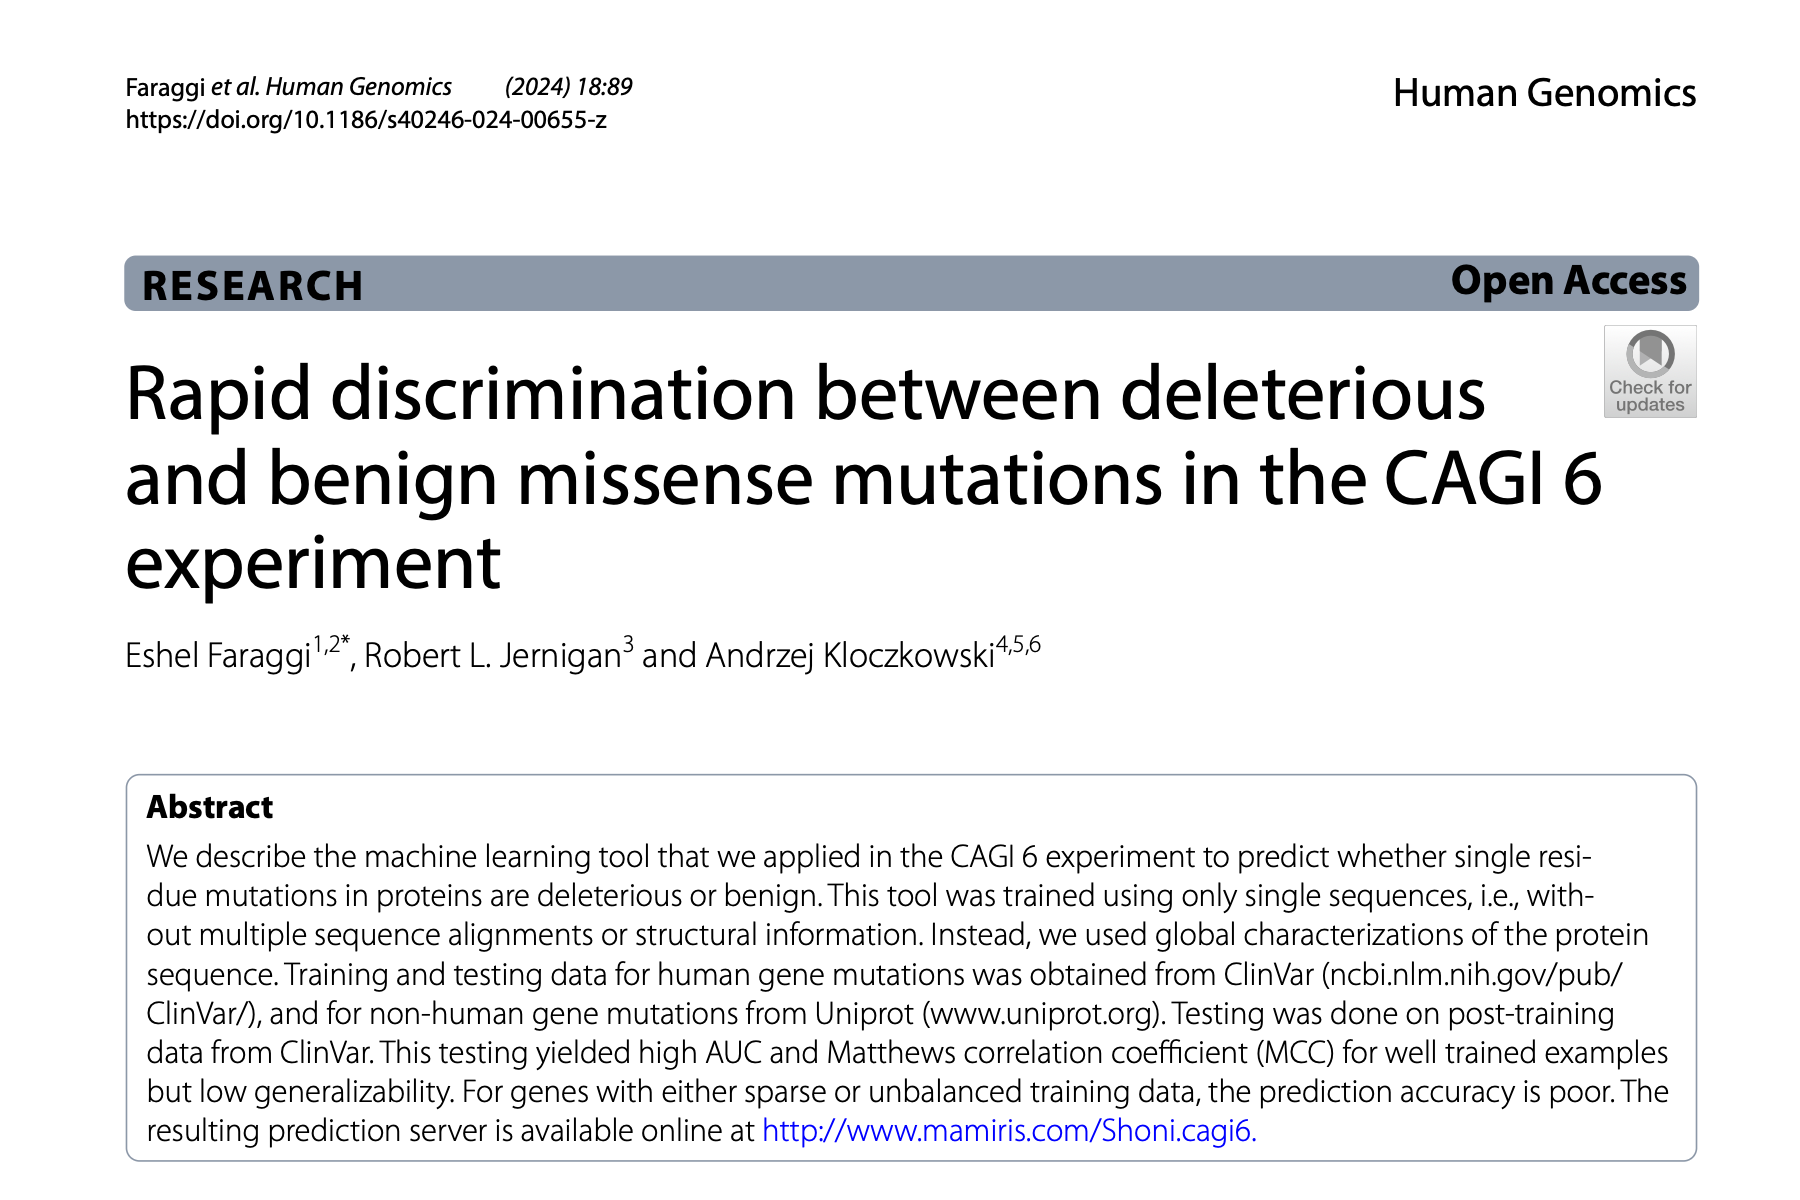 Faraggi et al. Human Genomics (2024) 18:89
https://doi.org/10.1186/s40246-024-00655-z
Human Genomics
RESEARCH
Open Access
Check for
updates
Rapid discrimination between deleterious
and benign missense mutations in the CAGI 6
experiment
Eshel Faraggi1,2*, Robert L. Jernigan3 and Andrzej Kloczkowski4,5,6
Abstract
We describe the machine learning tool that we applied in the CAGI 6 experiment to predict whether single resi-
due mutations in proteins are deleterious or benign. This tool was trained using only single sequences, i.e., with-
out multiple sequence alignments or structural information. Instead, we used global characterizations of the protein
sequence. Training and testing data for human gene mutations was obtained from ClinVar (ncbi.nlm.nih.gov/pub/
ClinVar/), and for non-human gene mutations from Uniprot (www.uniprot.org). Testing was done on post-training
data from ClinVar. This testing yielded high AUC and Matthews correlation coefficient (MCC) for well trained examples
but low generalizability. For genes with either sparse or unbalanced training data, the prediction accuracy is poor. The
resulting prediction server is available online at http://www.mamiris.com/Shoni.cagi6.